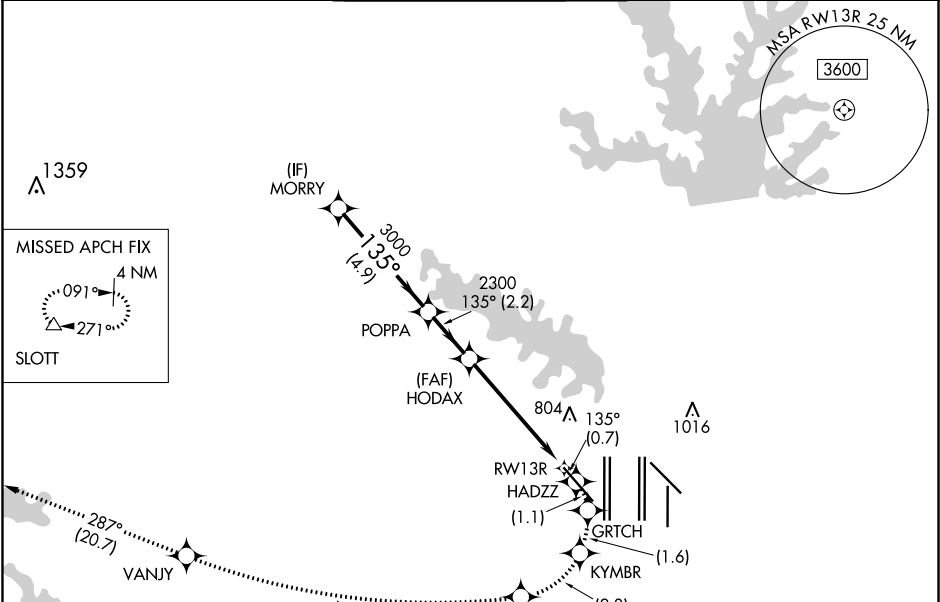 MSA RW13R 25 NM
3600
1359
(IF)
MORRY
3000
135°
(4.9)
MISSED APCH FIX
4 NM
091°
271°
SLOTT
2300
135° (2.2)
POPPA
(FAF)
HODAX
804
135°
(0.7)
1016
RW13R
HADZZ
(1.1)
GRTCH
(1.6)
KYMBR
287°
(20.7)
VANJY